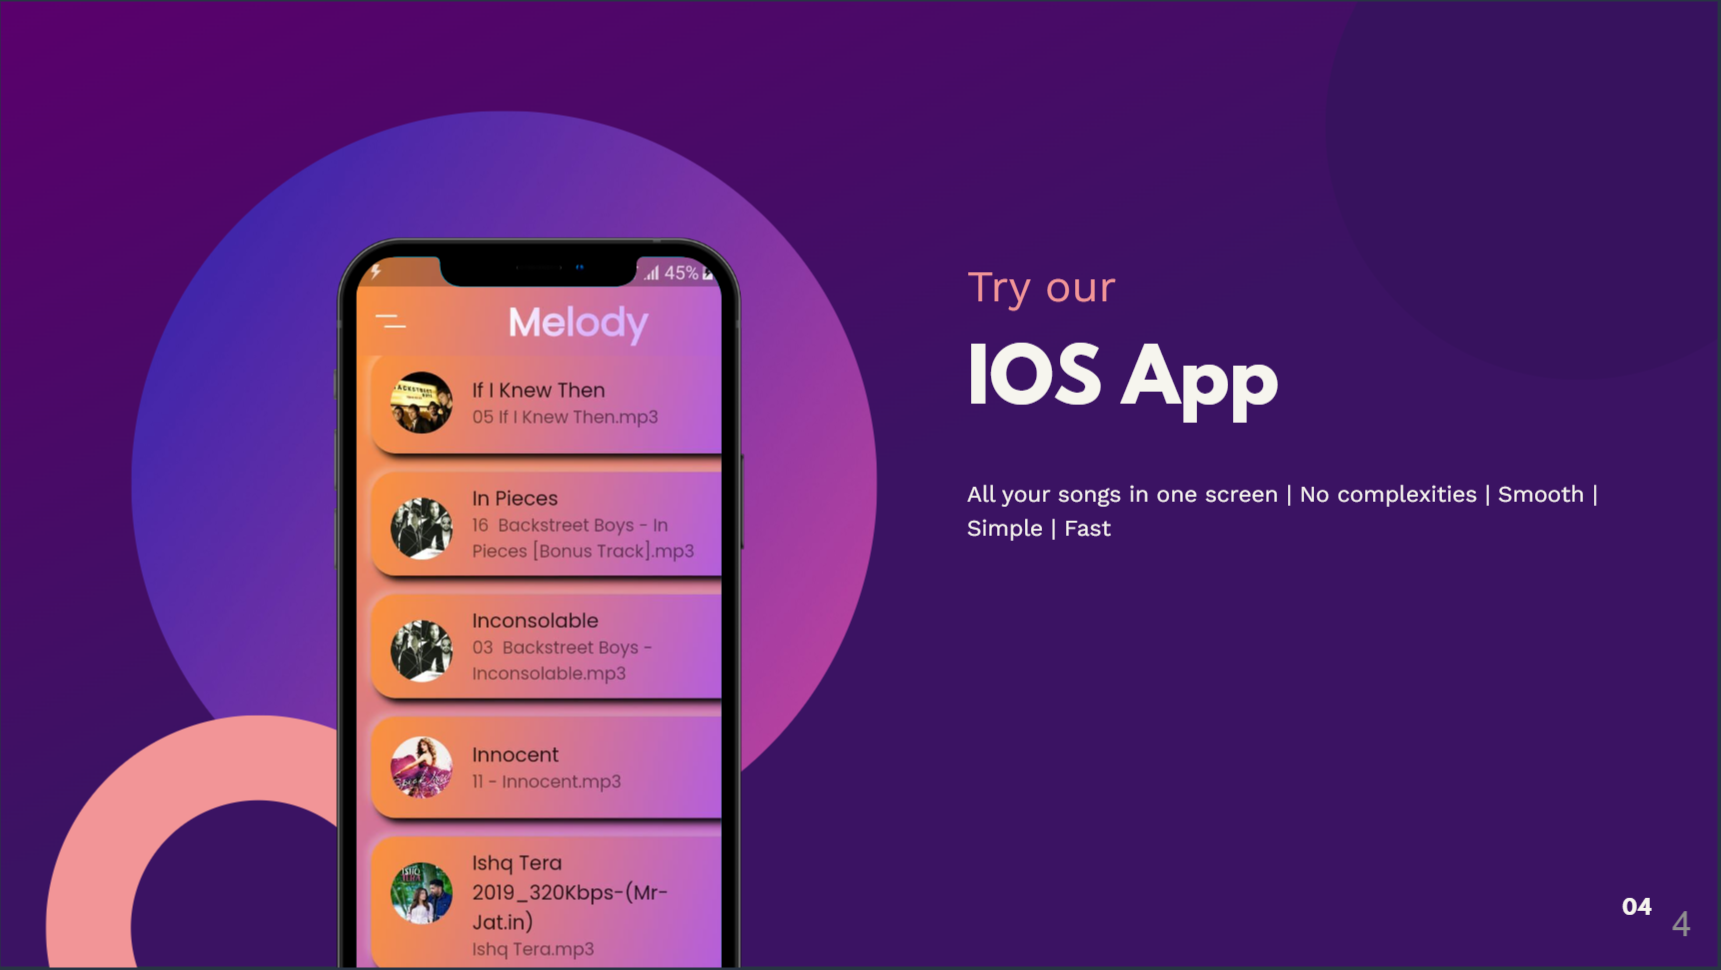 45%
Melody
If I Knew Then
05 If I Knew Then.mp3
In Pieces
16 Backstreet Boys - In
Pieces [Bonus Track].mp3
Inconsolable
03 Backstreet Boys -
Inconsolable.mp3
Innocent
11 - Innocent.mp3
Ishq Tera
2019_320Kbps-(Mr-
Jat.in)
Ishq Tera.mp3
Try our
IOS App
All your songs in one screen | No complexities | Smooth |
Simple | Fast
04
4